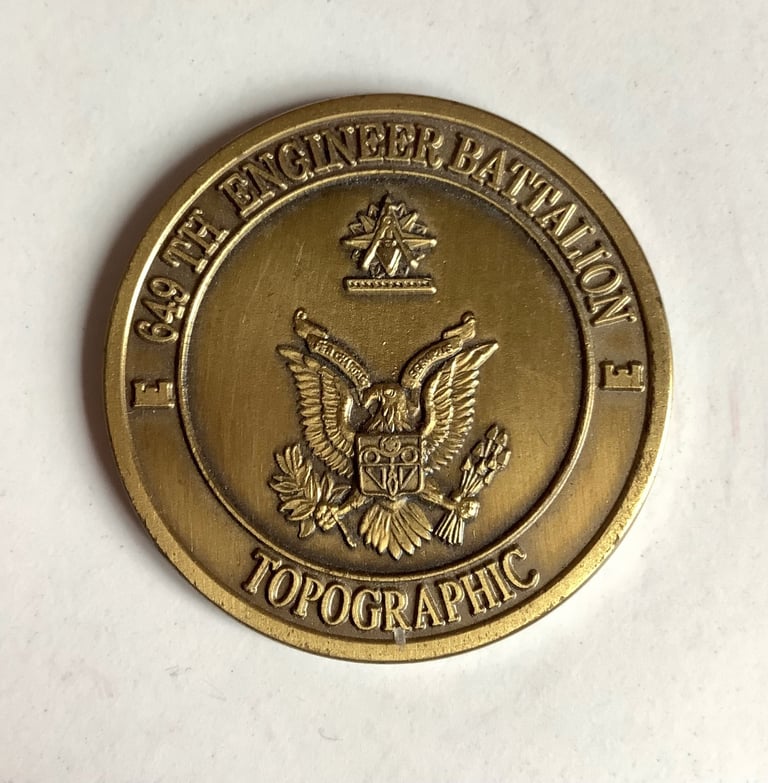 649 TH ENGINEER BATTALION
E
E
TOPOGRAPHIC